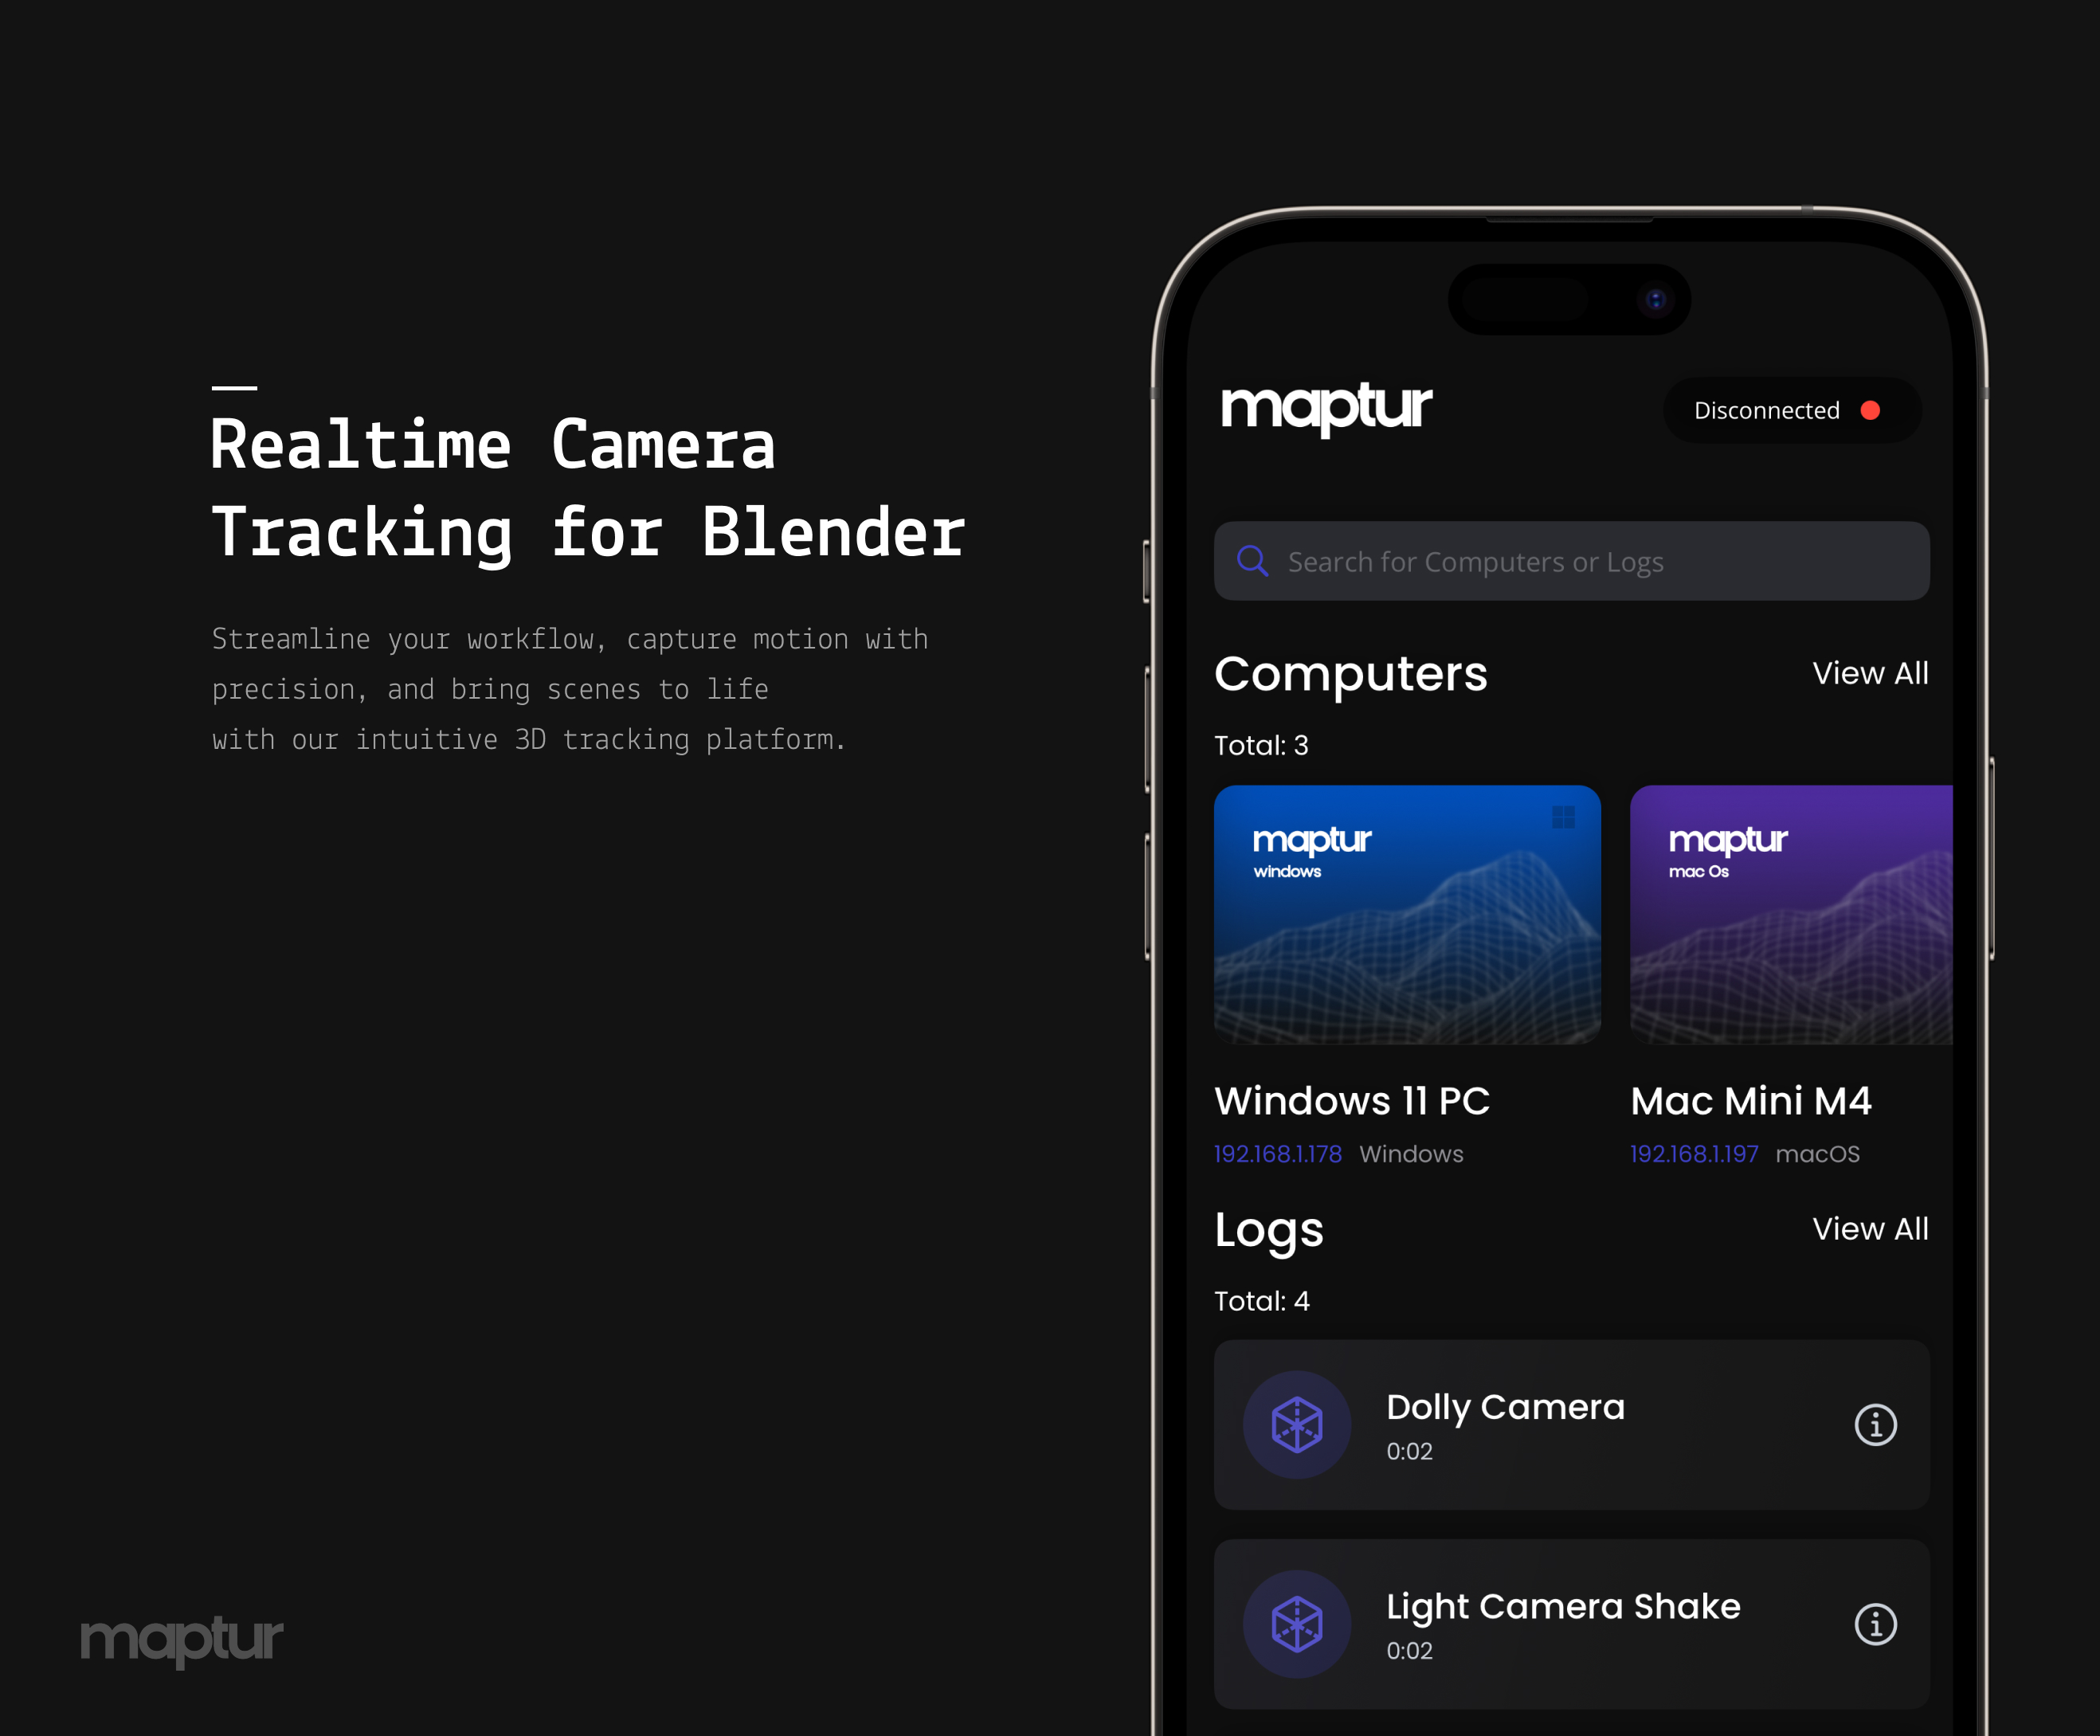 Realtime Camera
Tracking for Blender
Streamline your workflow, capture motion with
precision, and bring scenes to life
with our intuitive 3D tracking platform.
maptur
maptur
Disconnected
Search for Computers or Logs
Computers
View All
Total: 3
maptur
windows
maptur
mac Os
Windows 11 PC
192.168.1.178 Windows
Mac Mini M4
192.168.1.197 macOS
Logs
View All
Total: 4
Dolly Camera
0:02
Light Camera Shake
0:02